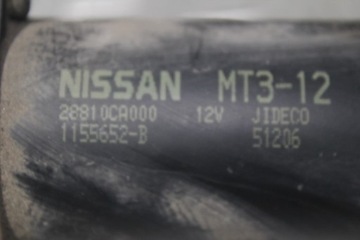 NISSAN MT3-12
28810CA000 12V JIDECO
1155652-B 51206